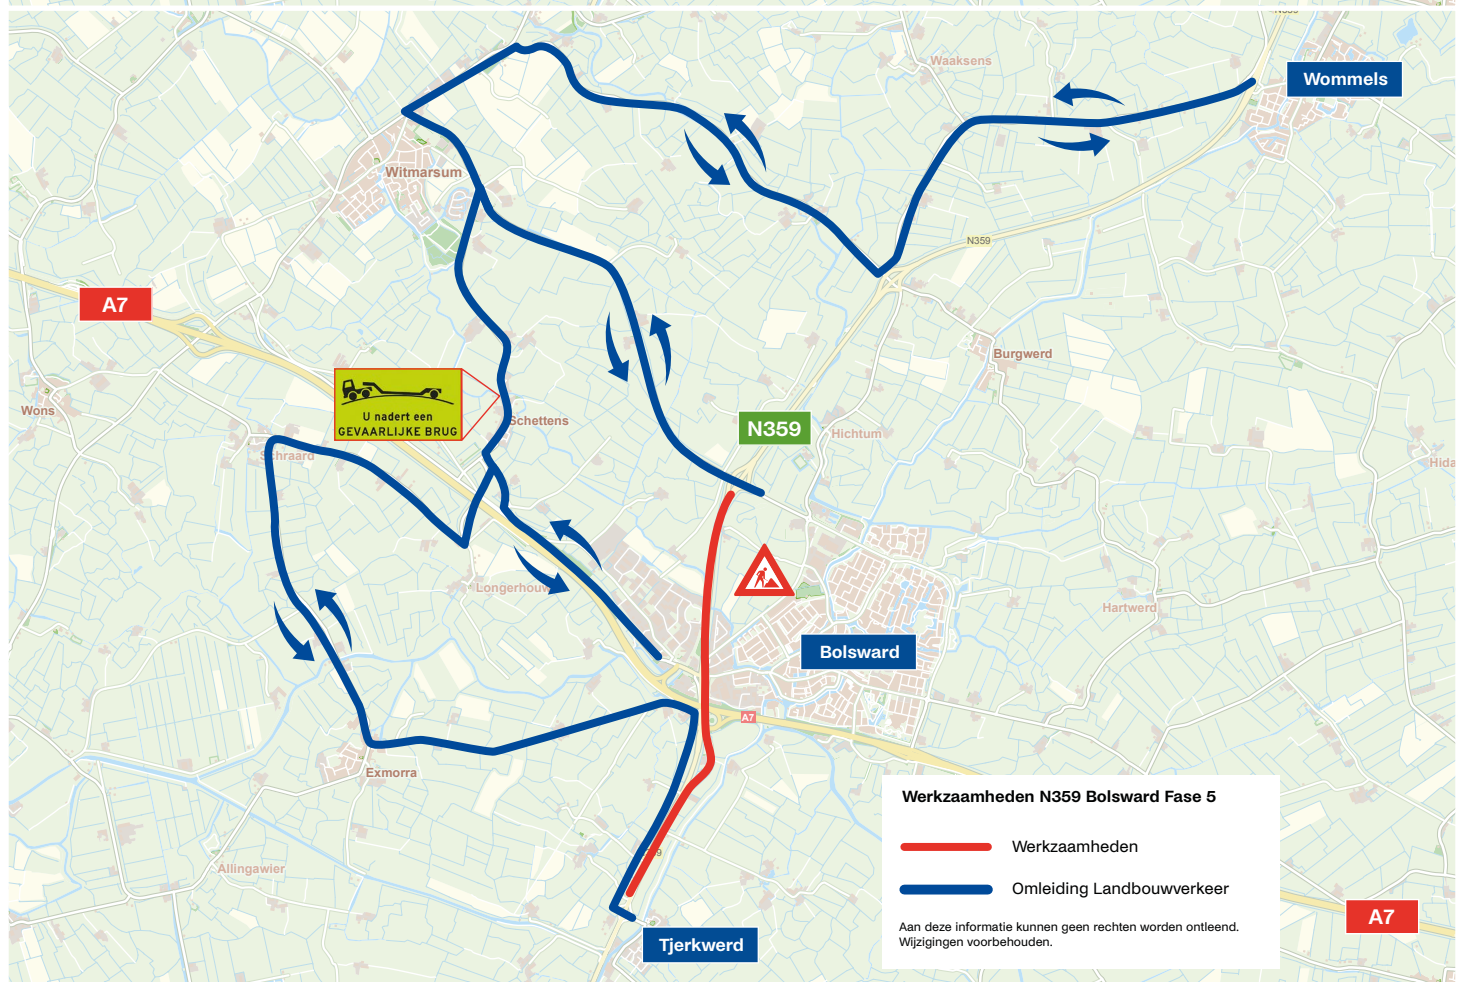 N359
Waaksens
Wommels
Witmarsum
N359
A7
Burgwerd
Wons
U nadert een
GEVAARLIJKE BRUG
Schettens
N359
Hichtum
Schraard
Hida
Longerhouw
Hartwerd
Bolsward
A7
Exmorra
Werkzaamheden N359 Bolsward Fase 5
Werkzaamheden
Omleiding Landbouwverkeer
Aan deze informatie kunnen geen rechten worden ontleend.
Wijzigingen voorbehouden.
Allingawier
A7
Tjerkwerd